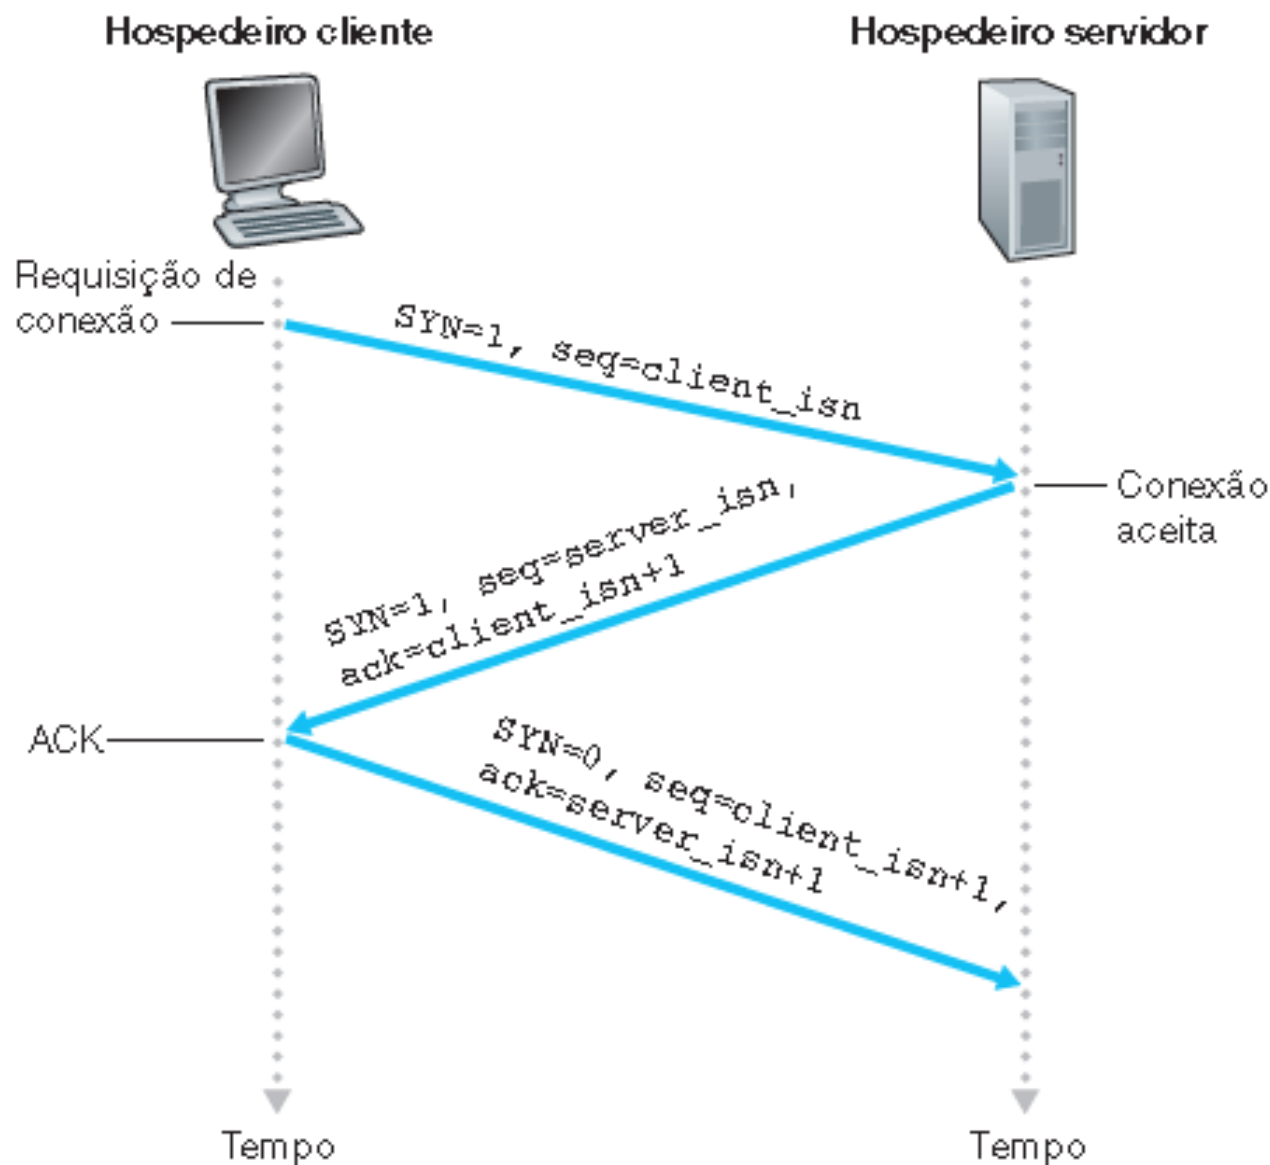 Hospedeiro cliente
Hospedeiro servidor
Requisição de
conexão
SYN=1, seq=client_isn
Conexão
aceita
SYN=1, seq=server_isn,
ack=client_isn+1
ACK
SYN=0, seq=client_isn+1,
ack=server_isn+1
Tempo
Tempo